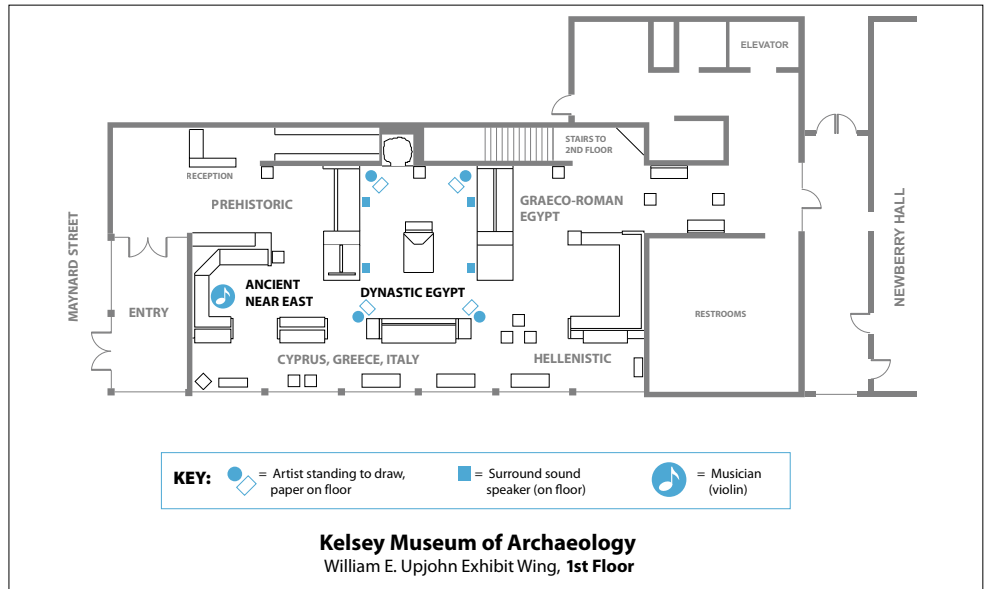 ELEVATOR
STAIRS TO
2ND FLOOR
RECEPTION
PREHISTORIC
GRAECO-ROMAN
EGYPT
MAYNARD STREET
NEWBERRY HALL
ANCIENT
NEAR EAST
DYNASTIC EGYPT
ENTRY
RESTROOMS
CYPRUS, GREECE, ITALY
HELLENISTIC
KEY:
= Artist standing to draw,
paper on floor
= Surround sound
speaker (on floor)
= Musician
(violin)
Kelsey Museum of Archaeology
William E. Upjohn Exhibit Wing, 1st Floor